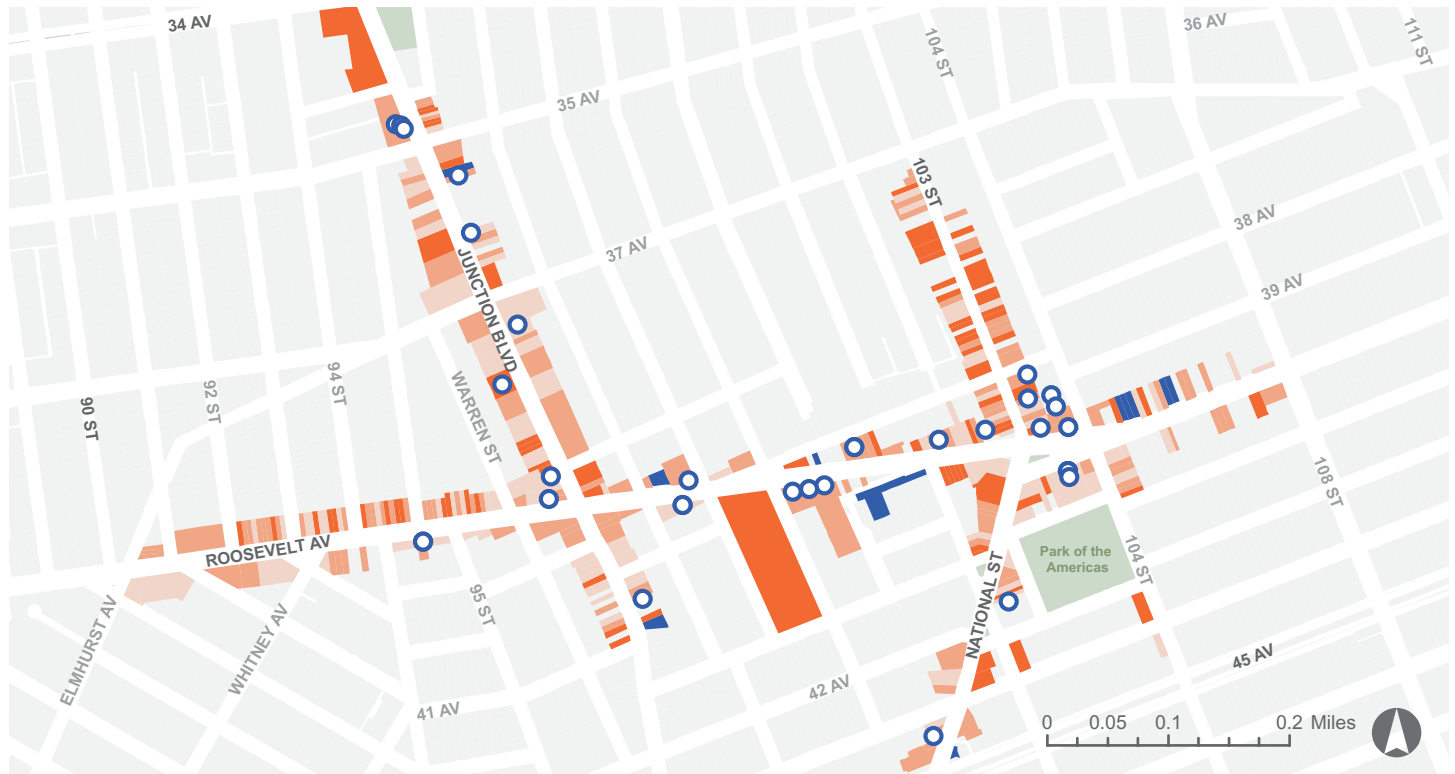 34 AV
36 AV
111 ST
104 ST
35 AV
103 ST
38 AV
37 AV
JUNCTION BLVD
39 AV
94 ST
92 ST
90 ST
WARREN ST
108 ST
ROOSEVELT AV
Park of the
Americas
104 ST
NATIONAL ST
95 ST
ELMHURST AV
WHITNEY AV
45 AV
42 AV
41 AV
0 0.05 0.1 0.2 Miles